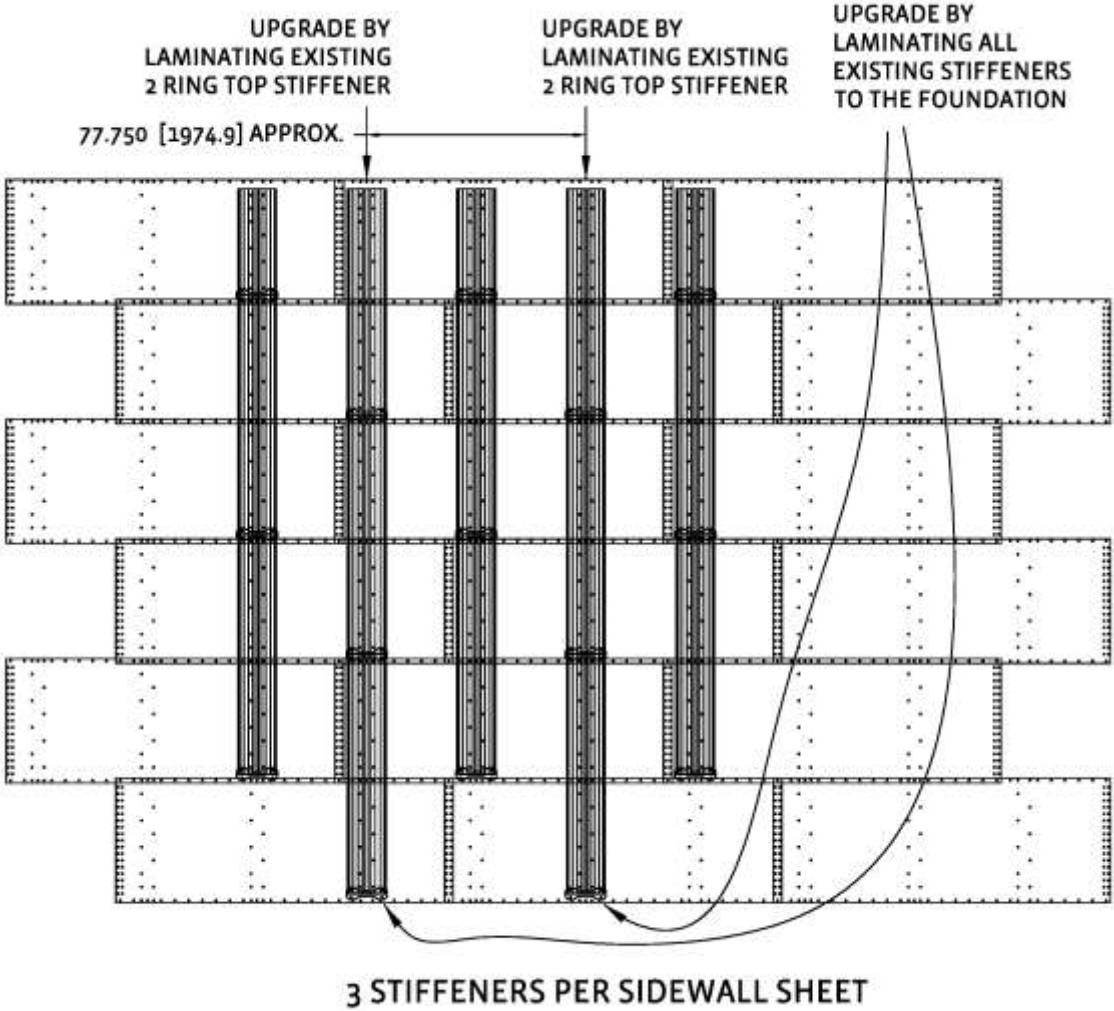 UPGRADE BY
LAMINATING EXISTING
2 RING TOP STIFFENER
UPGRADE BY
LAMINATING EXISTING
2 RING TOP STIFFENER
UPGRADE BY
LAMINATING ALL
EXISTING STIFFENERS
TO THE FOUNDATION
77.750 [1974.9] APPROX.
3 STIFFENERS PER SIDEWALL SHEET